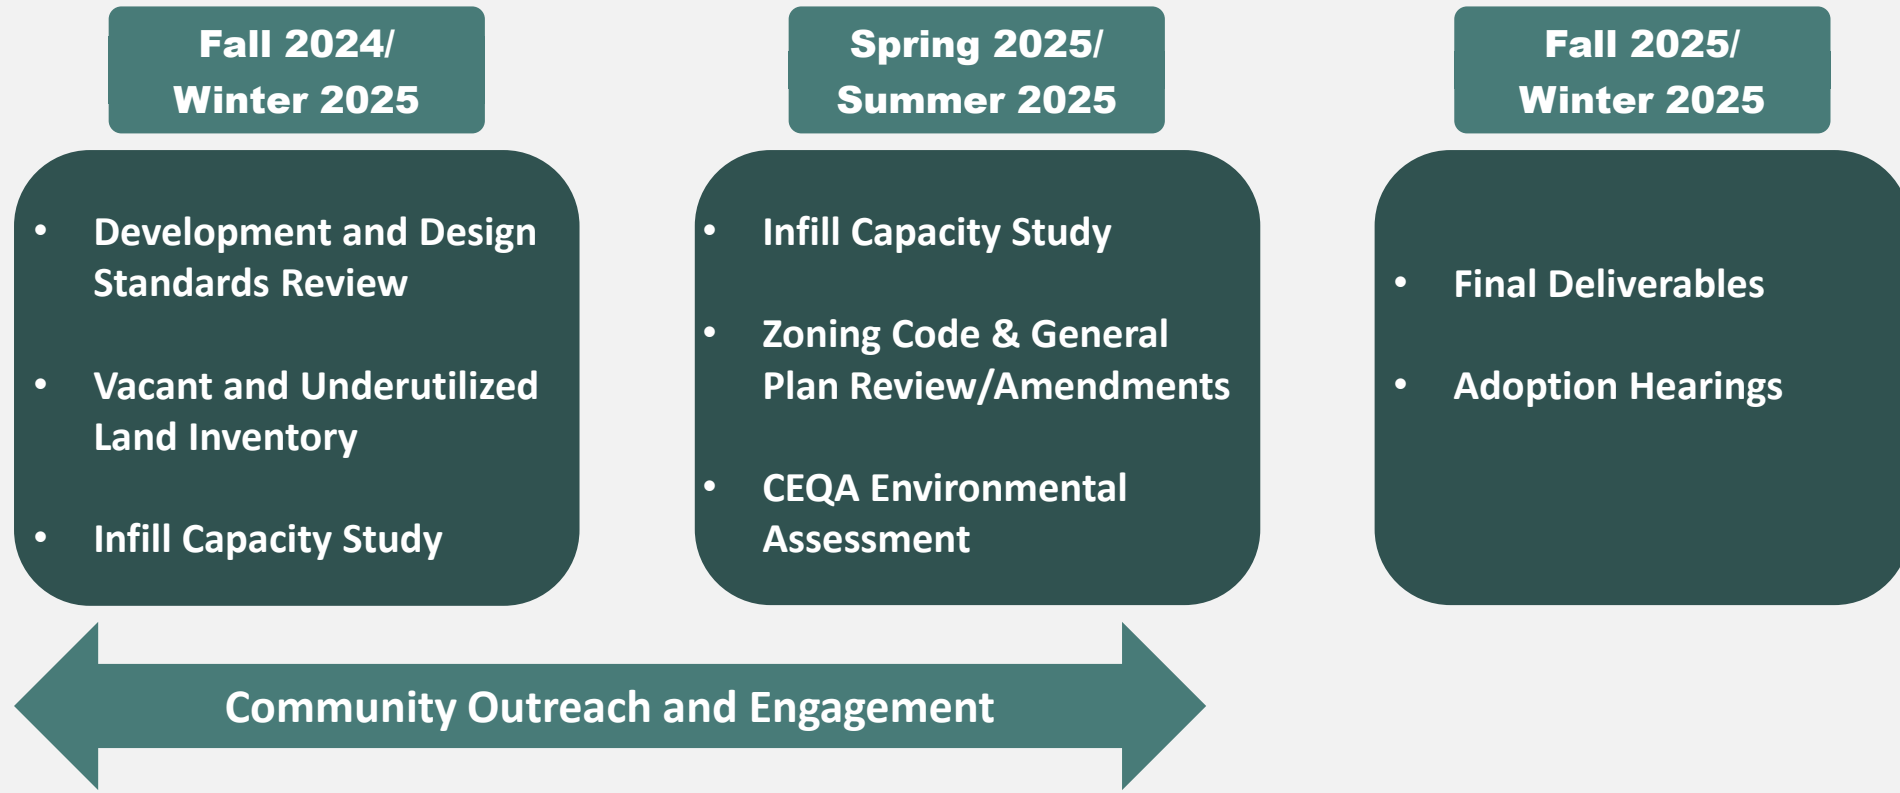 Fall 2024/
Winter 2025
• Development and Design
Standards Review
• Vacant and Underutilized
Land Inventory
• Infill Capacity Study
Spring 2025/
Summer 2025
• Infill Capacity Study
• Zoning Code & General
Plan Review/Amendments
• CEQA Environmental
Assessment
Fall 2025/
Winter 2025
• Final Deliverables
• Adoption Hearings
Community Outreach and Engagement